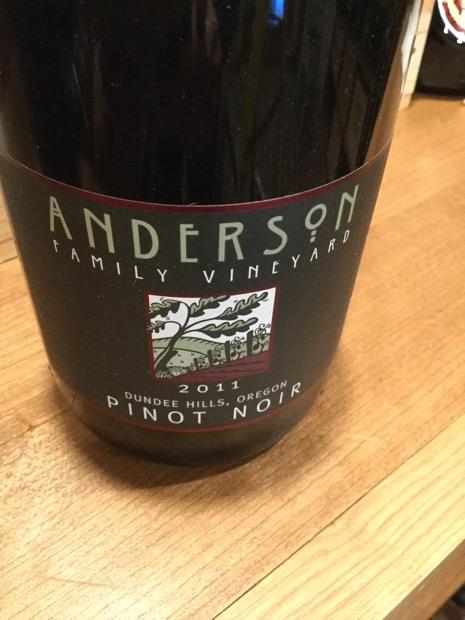 ANDERSON
FAMILY VINEYARD
2011
DUNDEE HILLS, OREGON
PINOT NOIR